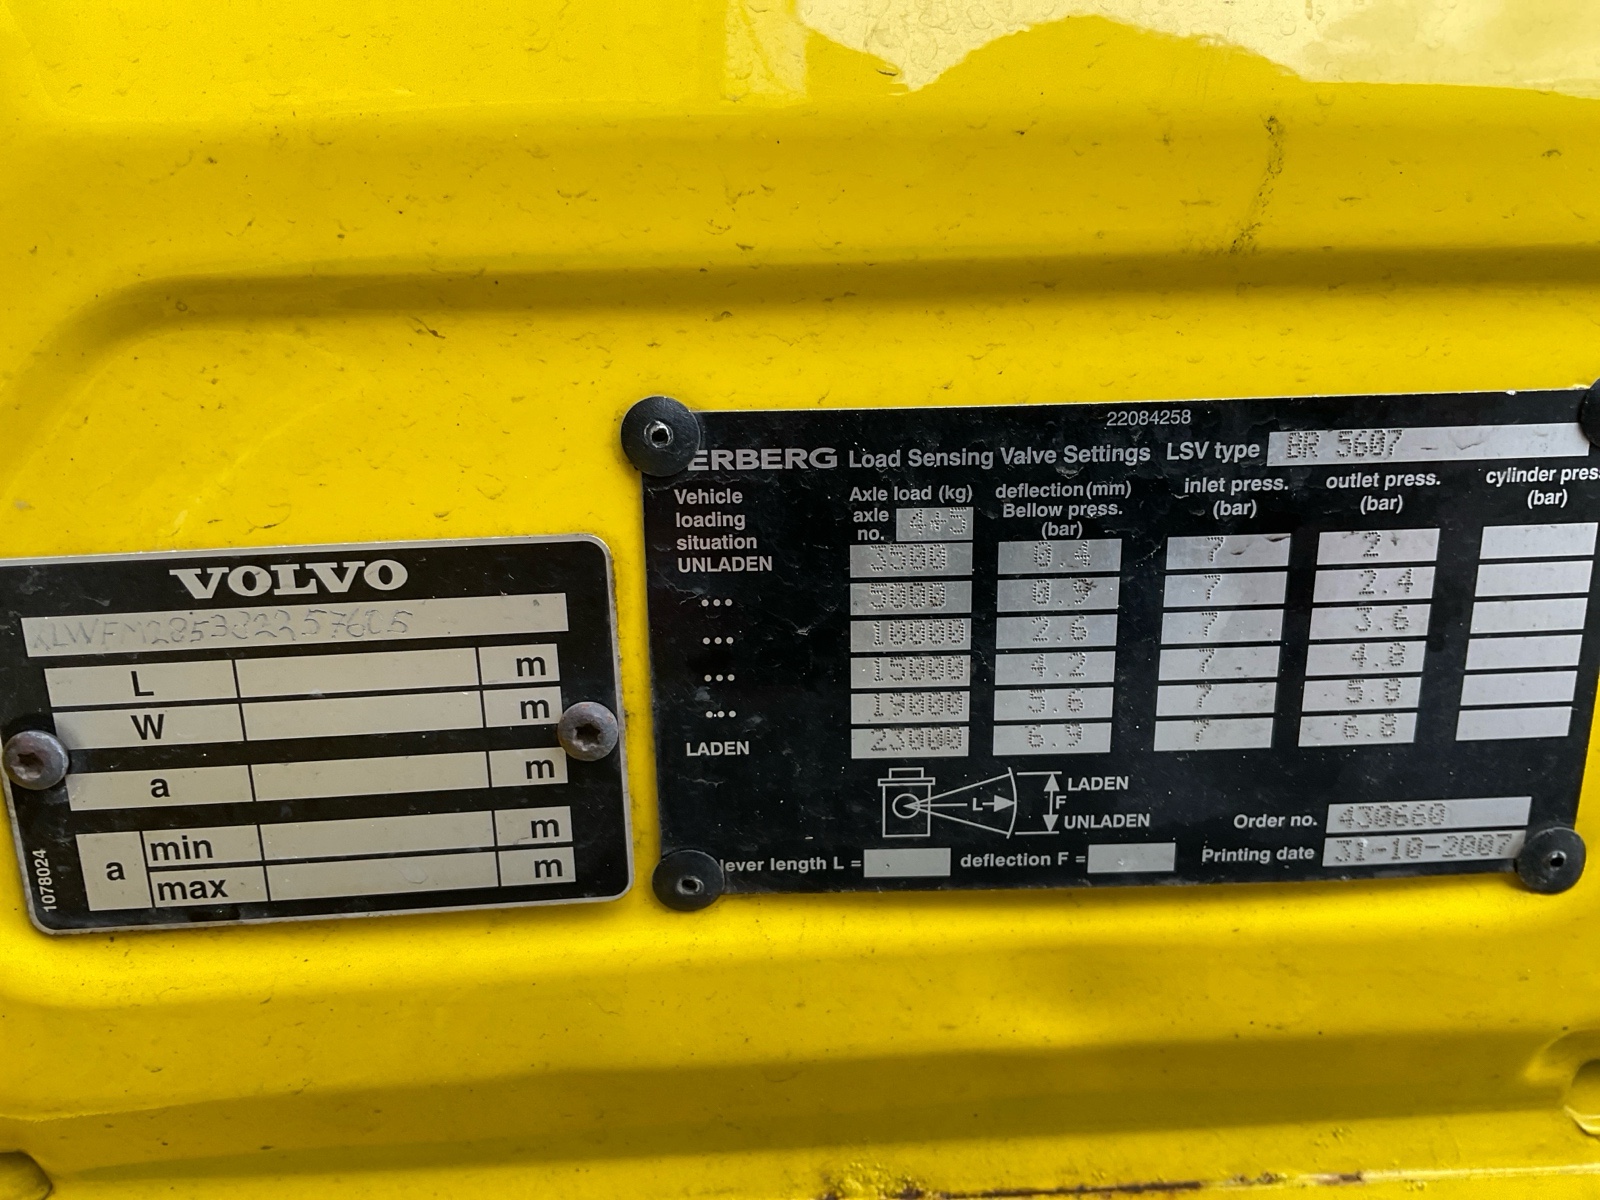 VOLVO
L m
W m
a m
a min m
max m
1078024
22084258
ERBERG Load Sensing Valve Settings LSV type BR 5607
Vehicle loading situation
Axle load (kg)
axle no. 4+5
deflection(mm)
Bellow press.
(bar)
inlet press.
(bar)
outlet press.
(bar)
cylinder press
(bar)
UNLADEN 3500 0.4 7 2
... 5000 0.9 7 2.4
... 10000 2.6 7 3.6
... 15000 4.2 7 4.8
... 19000 5.6 7 5.8
LADEN 23000 6.9 7 6.8
L F LADEN
UNLADEN
Order no. 430660
lever length L = deflection F = Printing date 31-10-2007